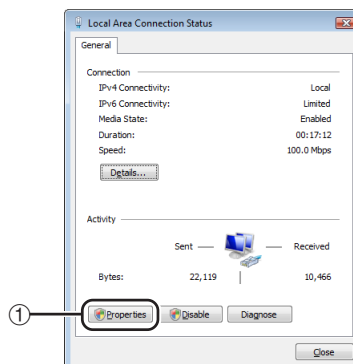 Local Area Connection Status
General
Connection
IPv4 Connectivity: Local
IPv6 Connectivity: Limited
Media State: Enabled
Duration: 00:17:12
Speed: 100.0 Mbps
Details...
Activity
Sent — — Received
Bytes: 22,119 | 10,466
① Properties Disable Diagnose
Close